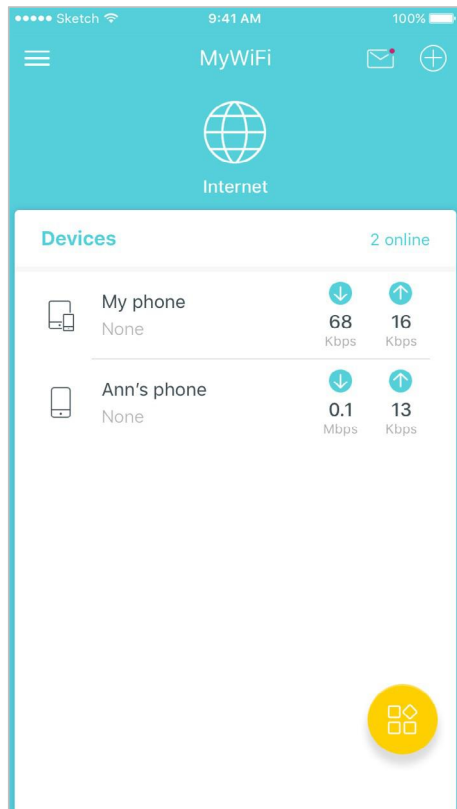 ●●●●● Sketch 9:41 AM 100%
MyWiFi
Internet
Devices 2 online
My phone
None
68 16
Kbps Kbps
Ann's phone
None
0.1 13
Mbps Kbps